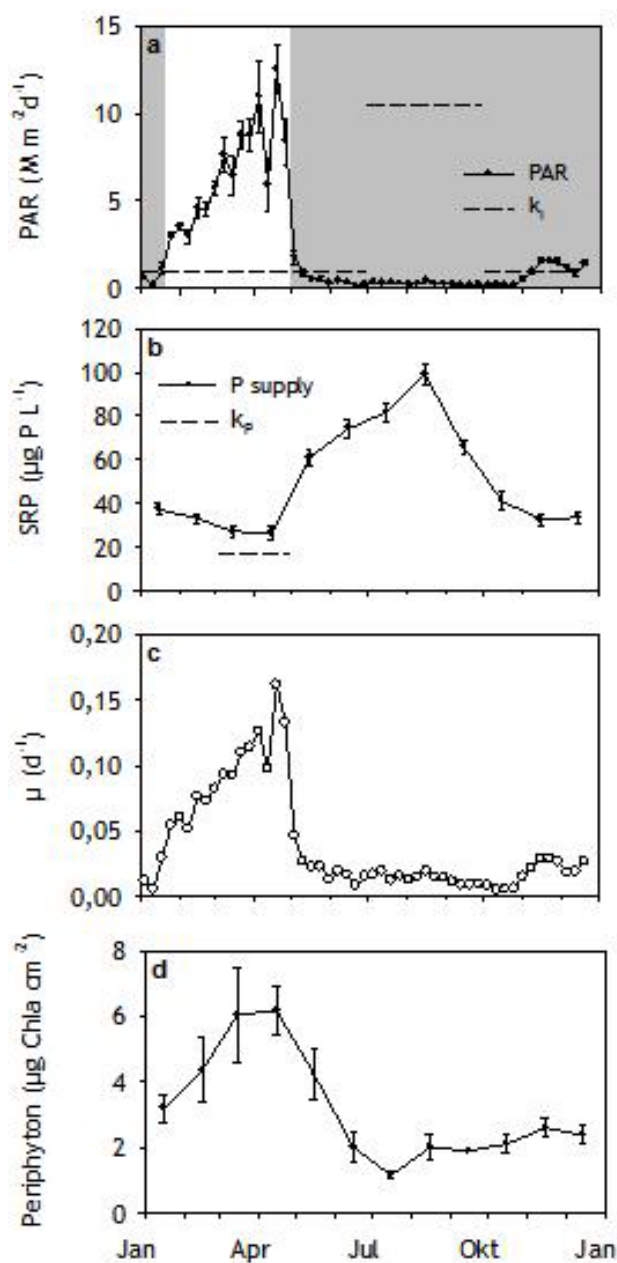 15
a
10
5
0
PAR (M m⁻²d⁻¹)
PAR
kᵢ
120
b
100
80
60
40
20
0
SRP (µg P L⁻¹)
P supply
kₚ
0,20
c
0,15
0,10
0,05
0,00
µ (d⁻¹)
8
d
6
4
2
0
Periphyton (µg Chla cm⁻²)
Jan Apr Jul Okt Jan